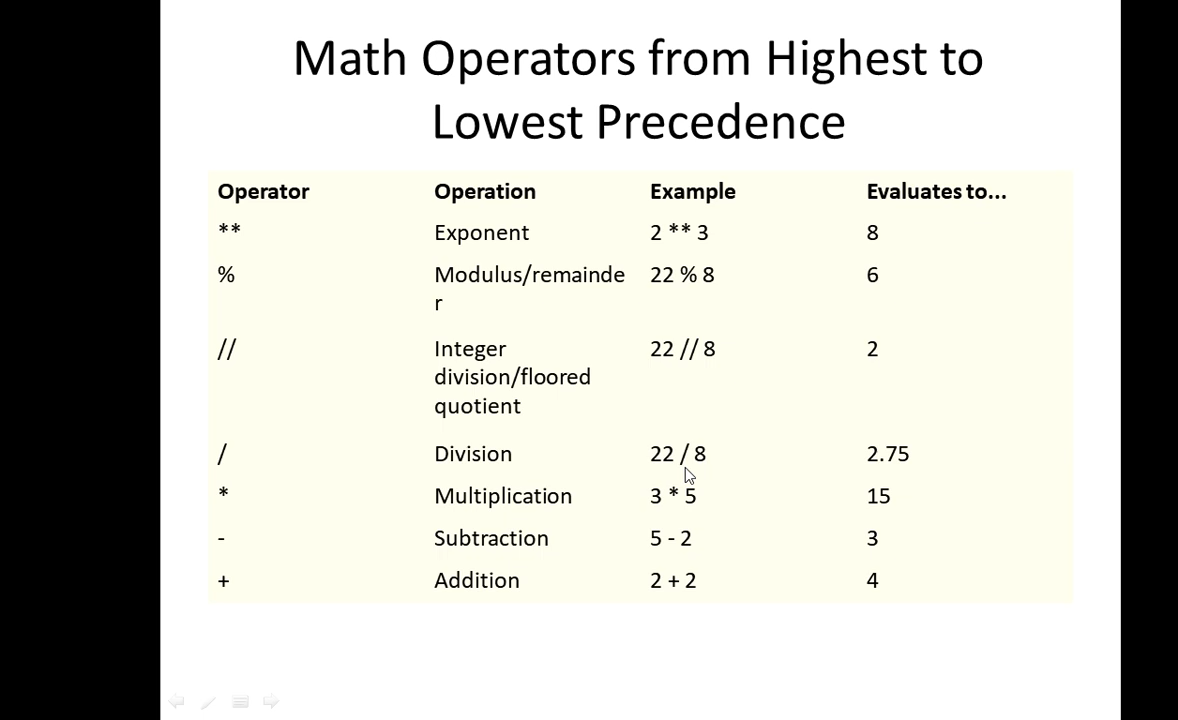 Math Operators from Highest to
Lowest Precedence
Operator Operation Example Evaluates to...
** Exponent 2 ** 3 8
% Modulus/remainde 22 % 8 6
r
// Integer 22 // 8 2
division/floored
quotient
/ Division 22 / 8 2.75
* Multiplication 3 * 5 15
- Subtraction 5 - 2 3
+ Addition 2 + 2 4